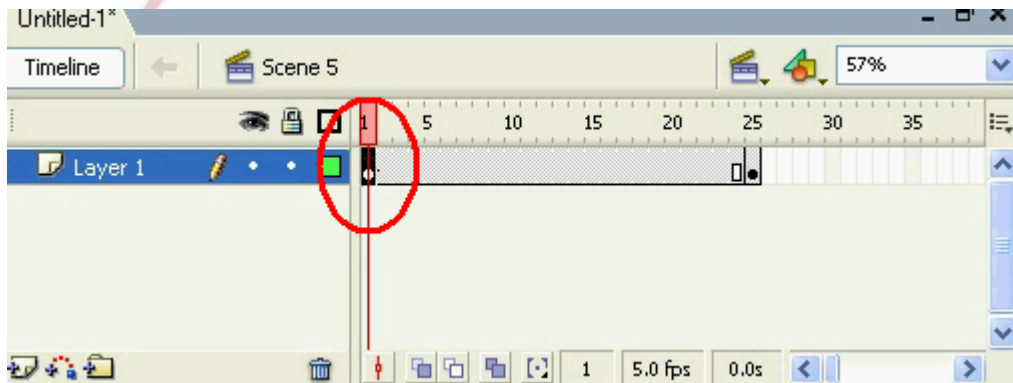 Untitled-1*
Timeline Scene 5 57%
1 5 10 15 20 25 30 35
Layer 1
1 5.0 fps 0.0s